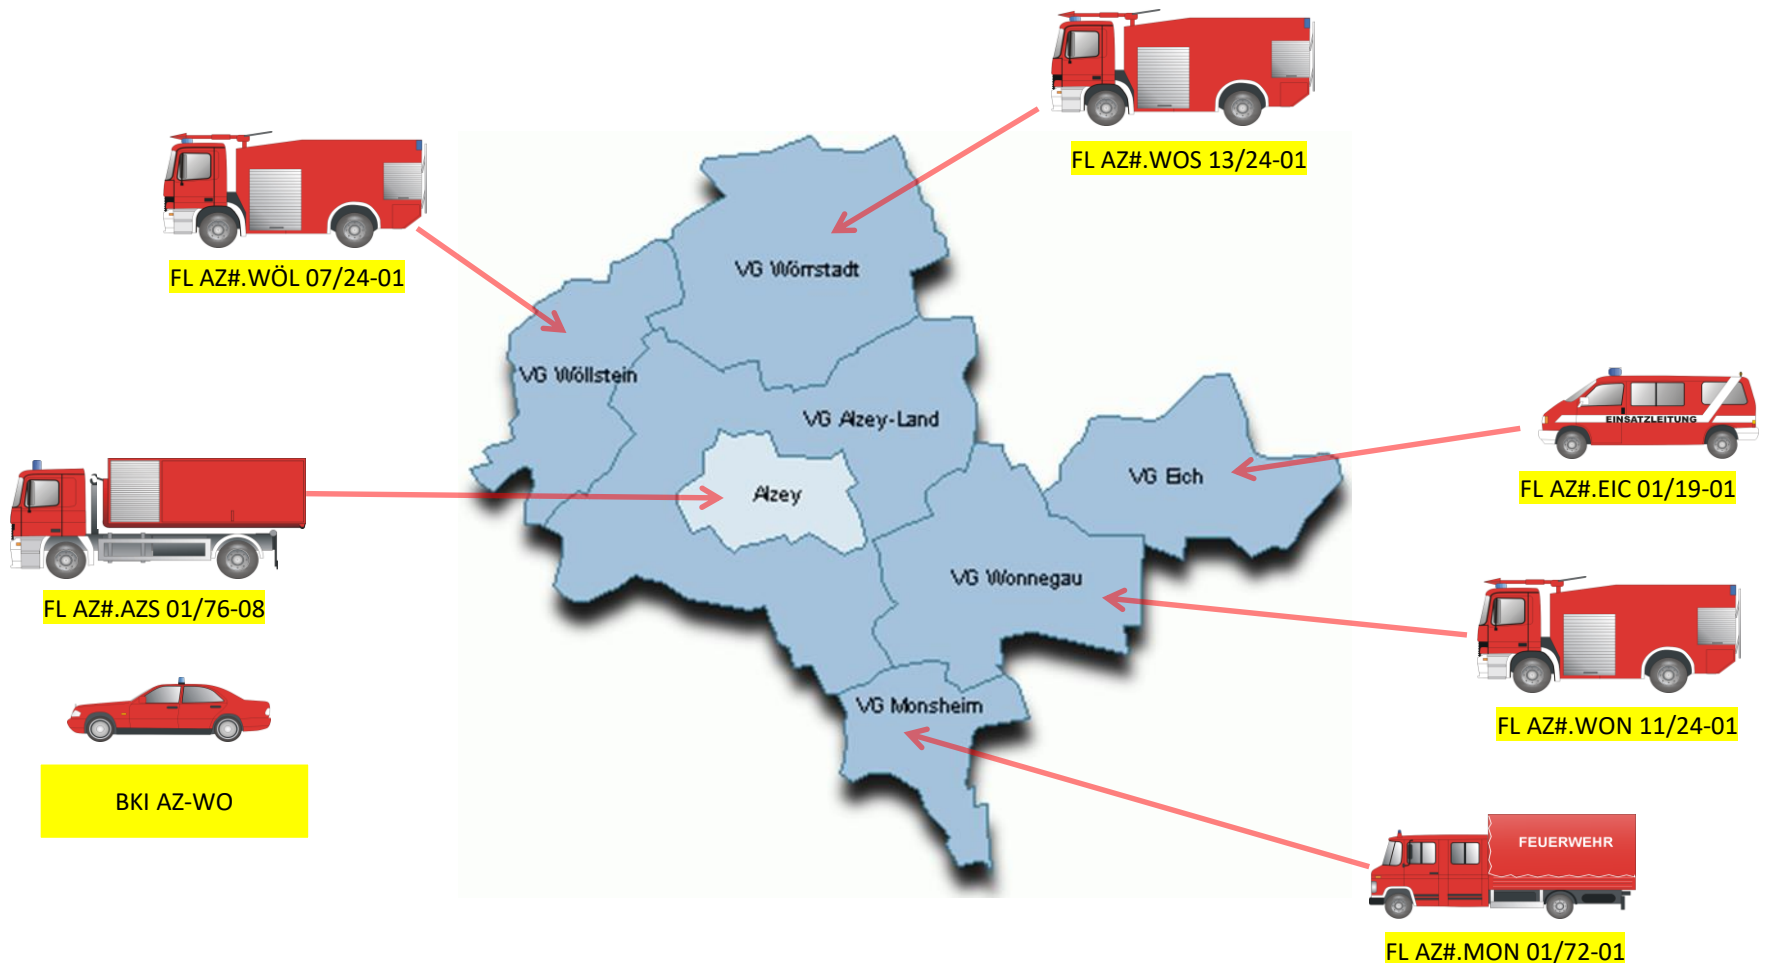 FL AZ#.WOS 13/24-01
FL AZ#.WÖL 07/24-01
VG Wörrstadt
VG Wöllstein
VG Alzey-Land
EINSATZLEITUNG
VG Eich
FL AZ#.EIC 01/19-01
Alzey
VG Wonnegau
FL AZ#.AZS 01/76-08
VG Monsheim
FL AZ#.WON 11/24-01
BKI AZ-WO
FEUERWEHR
FL AZ#.MON 01/72-01